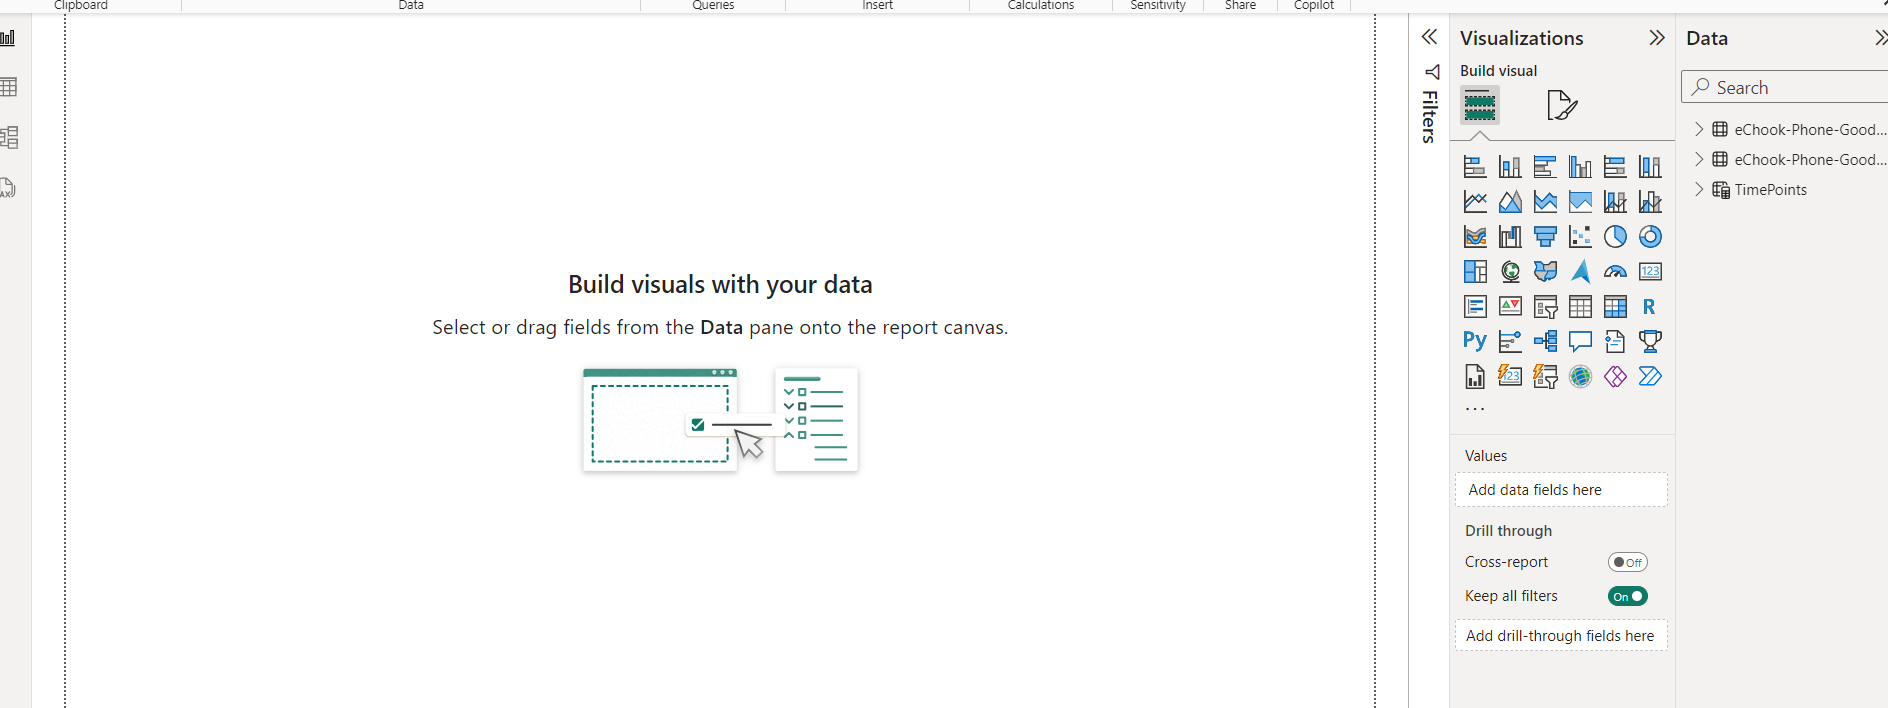 Clipboard
Data
Queries
Insert
Calculations
Sensitivity
Share
Copilot
Build visuals with your data
Select or drag fields from the Data pane onto the report canvas.
Filters
Visualizations
Build visual
123
R
Py
123
...
Values
Add data fields here
Drill through
Cross-report
Off
Keep all filters
On
Add drill-through fields here
Data
Search
eChook-Phone-Good...
eChook-Phone-Good...
TimePoints